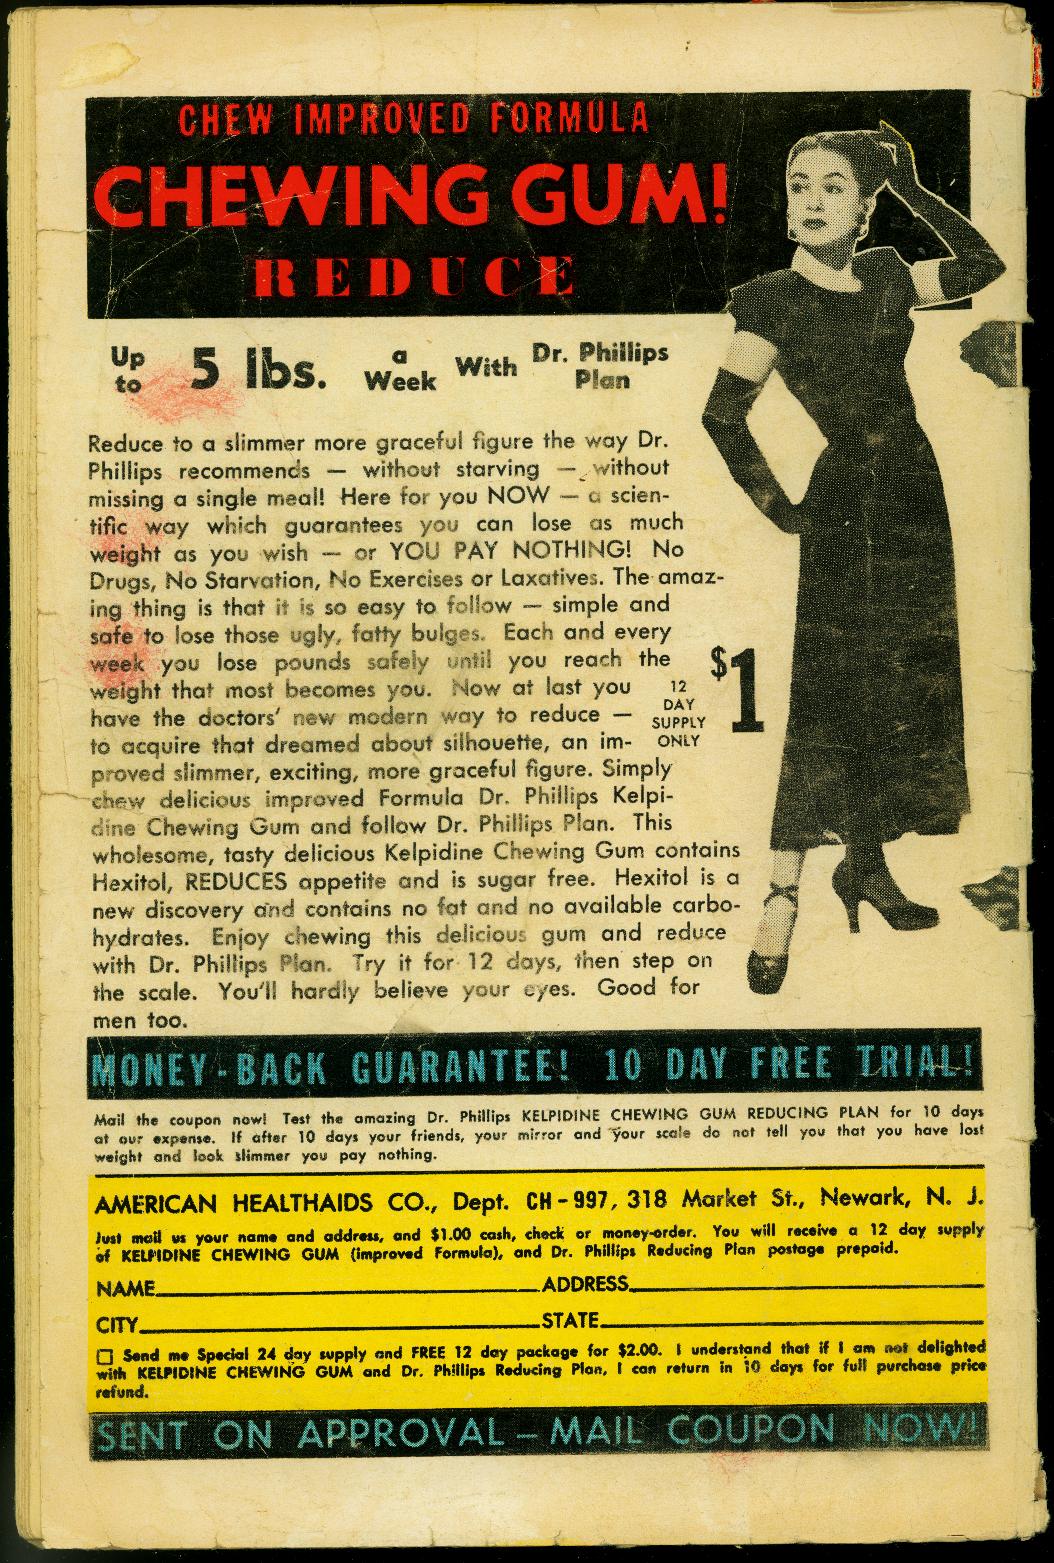 CHEW IMPROVED FORMULA
CHEWING GUM!
REDUCE
Up to 5 lbs. a Week With Dr. Phillips Plan
Reduce to a slimmer more graceful figure the way Dr.
Phillips recommends — without starving — without
missing a single meal! Here for you NOW — a scien-
tific way which guarantees you can lose as much
weight as you wish — or YOU PAY NOTHING! No
Drugs, No Starvation, No Exercises or Laxatives. The amaz-
ing thing is that it is so easy to follow — simple and
safe to lose those ugly, fatty bulges. Each and every
week you lose pounds safely until you reach the
weight that most becomes you. Now at last you
have the doctors' new modern way to reduce —
to acquire that dreamed about silhouette, an im-
proved slimmer, exciting, more graceful figure. Simply
chew delicious improved Formula Dr. Phillips Kelpi-
dine Chewing Gum and follow Dr. Phillips Plan. This
wholesome, tasty delicious Kelpidine Chewing Gum contains
Hexitol, REDUCES appetite and is sugar free. Hexitol is a
new discovery and contains no fat and no available carbo-
hydrates. Enjoy chewing this delicious gum and reduce
with Dr. Phillips Plan. Try it for 12 days, then step on
the scale. You'll hardly believe your eyes. Good for
men too.
12
DAY
SUPPLY
ONLY
$1
MONEY-BACK GUARANTEE! 10 DAY FREE TRIAL!
Mail the coupon now! Test the amazing Dr. Phillips KELPIDINE CHEWING GUM REDUCING PLAN for 10 days
at our expense. If after 10 days your friends, your mirror and your scale do not tell you that you have lost
weight and look slimmer you pay nothing.
AMERICAN HEALTHAIDS CO., Dept. CH-997, 318 Market St., Newark, N. J.
Just mail us your name and address, and $1.00 cash, check or money-order. You will receive a 12 day supply
of KELPIDINE CHEWING GUM (improved Formula), and Dr. Phillips Reducing Plan postage prepaid.
NAME ADDRESS
CITY STATE
☐ Send me Special 24 day supply and FREE 12 day package for $2.00. I understand that if I am not delighted
with KELPIDINE CHEWING GUM and Dr. Phillips Reducing Plan, I can return in 10 days for full purchase price
refund.
SENT ON APPROVAL — MAIL COUPON NOW!